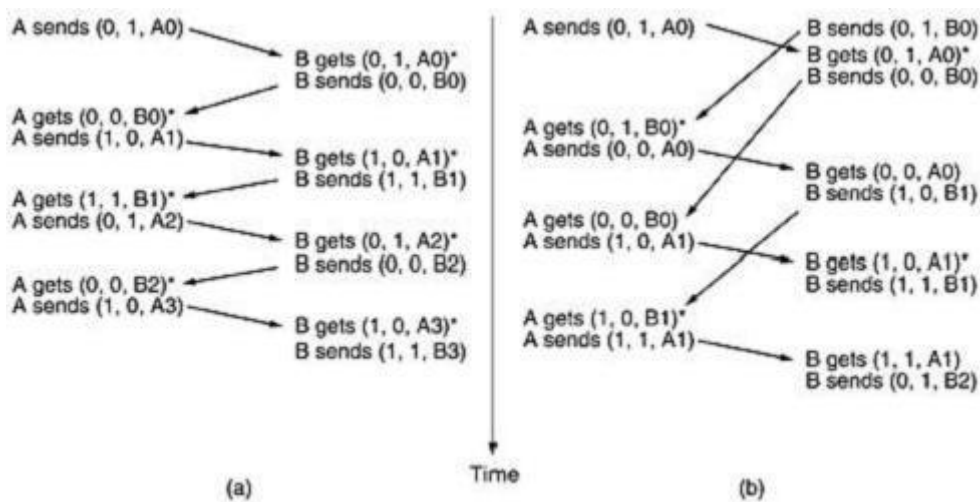 A sends (0, 1, A0)
B gets (0, 1, A0)*
B sends (0, 0, B0)
A gets (0, 0, B0)*
A sends (1, 0, A1)
B gets (1, 0, A1)*
B sends (1, 1, B1)
A gets (1, 1, B1)*
A sends (0, 1, A2)
B gets (0, 1, A2)*
B sends (0, 0, B2)
A gets (0, 0, B2)*
A sends (1, 0, A3)
B gets (1, 0, A3)*
B sends (1, 1, B3)
(a)
Time
A sends (0, 1, A0)
B sends (0, 1, B0)
B gets (0, 1, A0)*
B sends (0, 0, B0)
A gets (0, 1, B0)*
A sends (0, 0, A0)
B gets (0, 0, A0)
B sends (1, 0, B1)
A gets (0, 0, B0)
A sends (1, 0, A1)
B gets (1, 0, A1)*
B sends (1, 1, B1)
A gets (1, 0, B1)*
A sends (1, 1, A1)
B gets (1, 1, A1)
B sends (0, 1, B2)
(b)